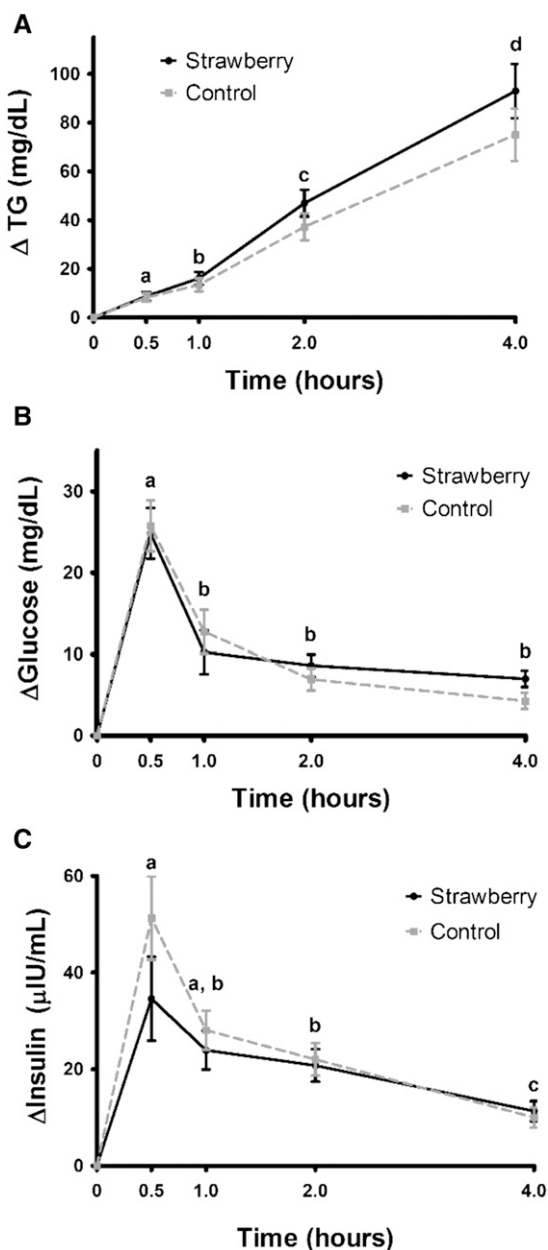 A
Strawberry
Control
Δ TG (mg/dL)
100
80
60
40
20
0
a
b
c
d
0 0.5 1.0 2.0 4.0
Time (hours)
B
Strawberry
Control
ΔGlucose (mg/dL)
30
20
10
0
a
b
b
b
0 0.5 1.0 2.0 4.0
Time (hours)
C
Strawberry
Control
ΔInsulin (μIU/mL)
60
40
20
0
a
a, b
b
c
0 0.5 1.0 2.0 4.0
Time (hours)